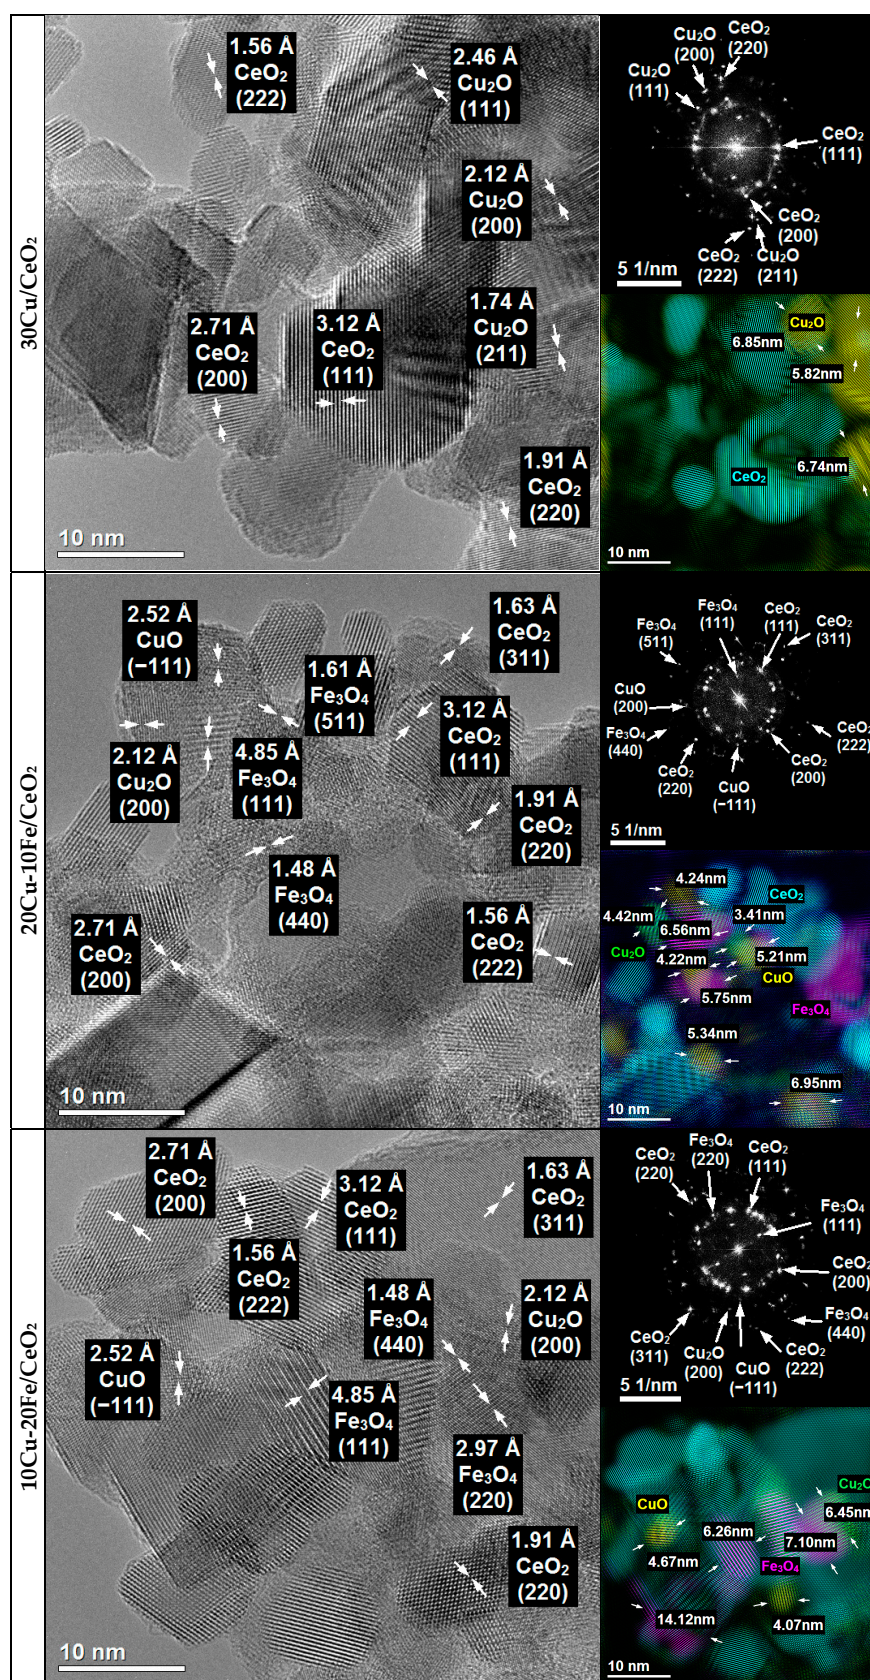 30Cu/CeO₂
1.56 Å
CeO₂
(222)
2.46 Å
Cu₂O
(111)
2.12 Å
Cu₂O
(200)
1.74 Å
Cu₂O
(211)
2.71 Å
CeO₂
(200)
3.12 Å
CeO₂
(111)
1.91 Å
CeO₂
(220)
10 nm
Cu₂O
(200)
CeO₂
(220)
Cu₂O
(111)
CeO₂
(111)
CeO₂
(200)
CeO₂
(222)
Cu₂O
(211)
5 1/nm
Cu₂O
6.85nm
5.82nm
CeO₂
6.74nm
10 nm
20Cu-10Fe/CeO₂
2.52 Å
CuO
(−111)
1.63 Å
CeO₂
(311)
1.61 Å
Fe₃O₄
(511)
3.12 Å
CeO₂
(111)
2.12 Å
Cu₂O
(200)
4.85 Å
Fe₃O₄
(111)
1.91 Å
CeO₂
(220)
1.48 Å
Fe₃O₄
(440)
2.71 Å
CeO₂
(200)
1.56 Å
CeO₂
(222)
10 nm
Fe₃O₄
(111)
CeO₂
(111)
CeO₂
(311)
Fe₃O₄
(511)
CuO
(200)
Fe₃O₄
(440)
CeO₂
(220)
CuO
(−111)
CeO₂
(200)
CeO₂
(222)
5 1/nm
4.24nm
CeO₂
4.42nm
3.41nm
6.56nm
Cu₂O
4.22nm
5.21nm
CuO
5.75nm
Fe₃O₄
5.34nm
6.95nm
10 nm
10Cu-20Fe/CeO₂
2.71 Å
CeO₂
(200)
3.12 Å
CeO₂
(111)
1.63 Å
CeO₂
(311)
1.56 Å
CeO₂
(222)
1.48 Å
Fe₃O₄
(440)
2.12 Å
Cu₂O
(200)
2.52 Å
CuO
(−111)
4.85 Å
Fe₃O₄
(111)
2.97 Å
Fe₃O₄
(220)
1.91 Å
CeO₂
(220)
10 nm
CeO₂
(220)
Fe₃O₄
(220)
CeO₂
(111)
Fe₃O₄
(111)
CeO₂
(200)
Fe₃O₄
(440)
CeO₂
(311)
Cu₂O
(200)
CuO
(−111)
CeO₂
(222)
5 1/nm
CuO
Cu₂O
6.45nm
6.26nm
7.10nm
4.67nm
Fe₃O₄
14.12nm
4.07nm
10 nm